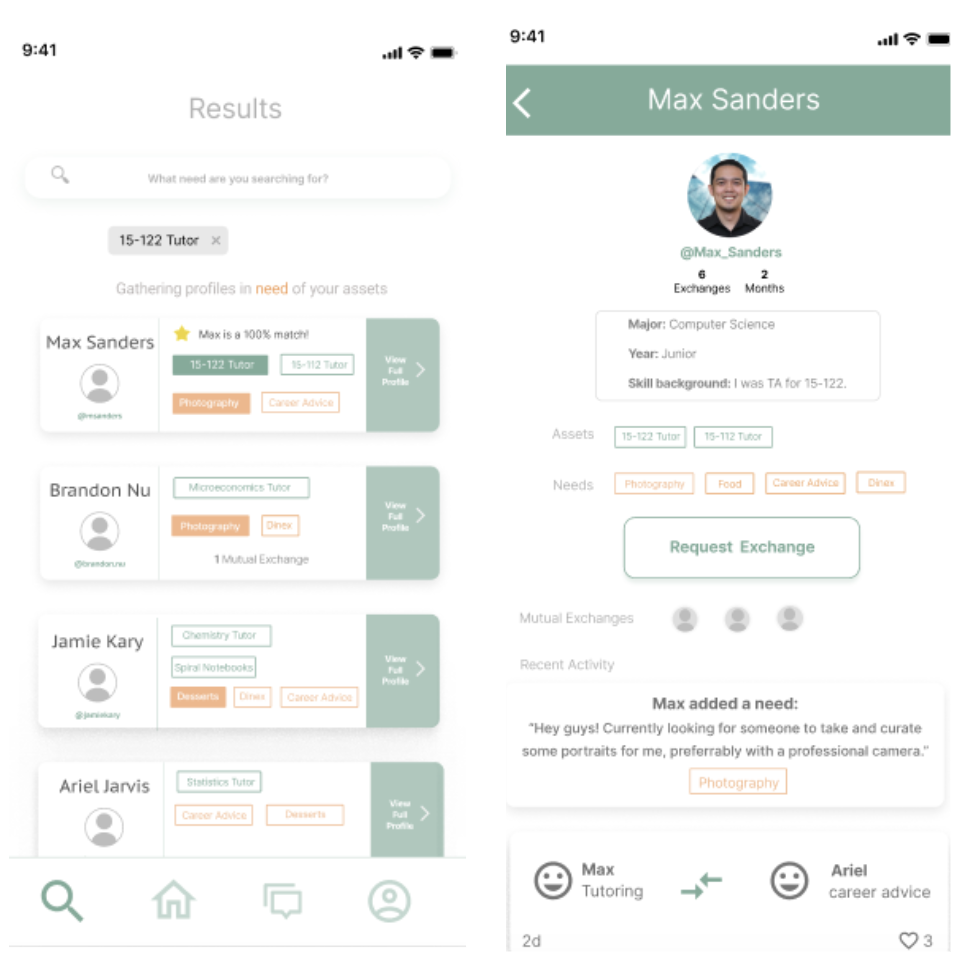 9:41
Results
What need are you searching for?
15-122 Tutor ×
Gathering profiles in need of your assets
Max Sanders
@msanders
Max is a 100% match!
15-122 Tutor
15-112 Tutor
Photography
Career Advice
View
Full
Profile
Brandon Nu
@brandon.nu
Microeconomics Tutor
Photography
Dinex
1 Mutual Exchange
View
Full
Profile
Jamie Kary
@jamiekary
Chemistry Tutor
Spiral Notebooks
Desserts
Dinex
Career Advice
View
Full
Profile
Ariel Jarvis
Statistics Tutor
Career Advice
Desserts
View
Full
Profile
9:41
Max Sanders
@Max_Sanders
6
Exchanges
2
Months
Major: Computer Science
Year: Junior
Skill background: I was TA for 15-122.
Assets
15-122 Tutor
15-112 Tutor
Needs
Photography
Food
Career Advice
Dinex
Request Exchange
Mutual Exchanges
Recent Activity
Max added a need:
“Hey guys! Currently looking for someone to take and curate
some portraits for me, preferrably with a professional camera.”
Photography
Max
Tutoring
Ariel
career advice
2d
3